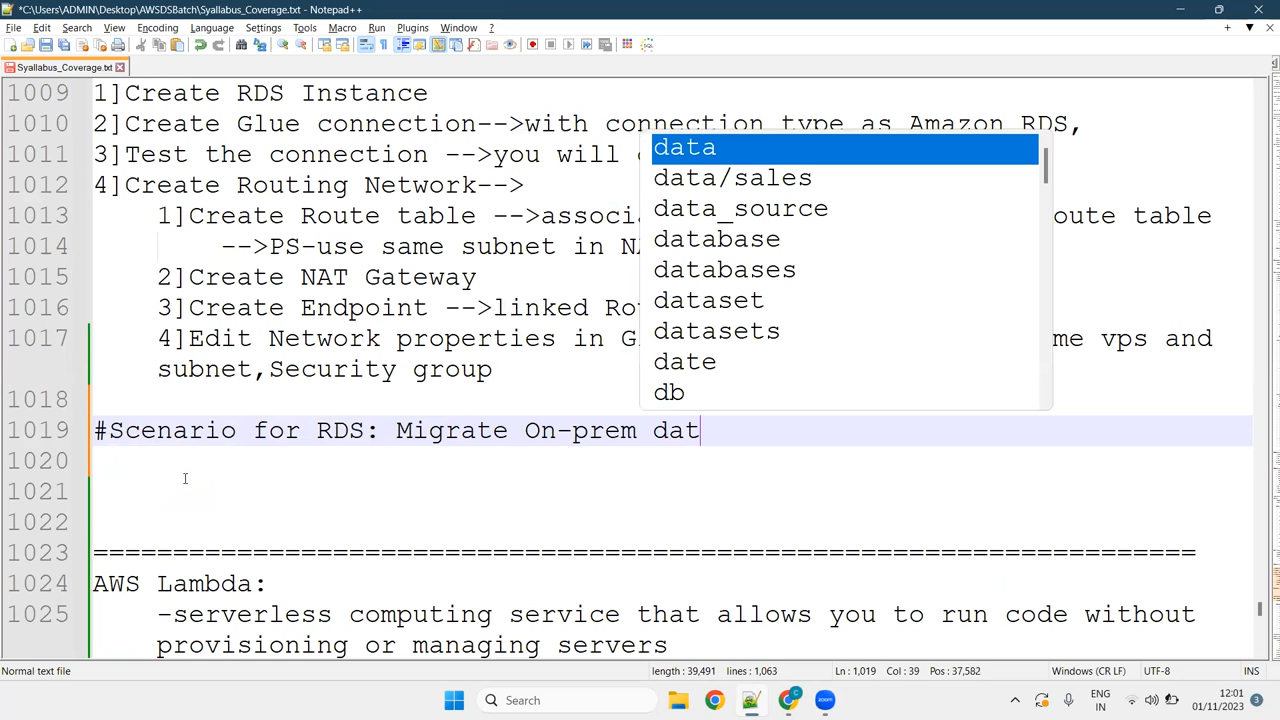 *C:\Users\ADMIN\Desktop\AWSDSBatch\Syallabus_Coverage.txt - Notepad++
File Edit Search View Encoding Language Settings Tools Macro Run Plugins Window ?
Syallabus_Coverage.txt
1009 1]Create RDS Instance
1010 2]Create Glue connection-->with connection type as Amazon RDS,
1011 3]Test the connection -->you will
1012 4]Create Routing Network-->
1013 1]Create Route table -->associa oute table
1014 -->PS-use same subnet in NA
1015 2]Create NAT Gateway
1016 3]Create Endpoint -->linked Ro
1017 4]Edit Network properties in G me vps and
subnet,Security group
1018
1019 #Scenario for RDS: Migrate On-prem dat
1020
1021
1022
1023 =====================================================================
1024 AWS Lambda:
1025 -serverless computing service that allows you to run code without
provisioning or managing servers
data
data/sales
data_source
database
databases
dataset
datasets
date
db
Normal text file length : 39,491 lines : 1,063 Ln : 1,019 Col : 39 Pos : 37,582 Windows (CR LF) UTF-8 INS
Search
ENG
IN
12:01
01/11/2023
3